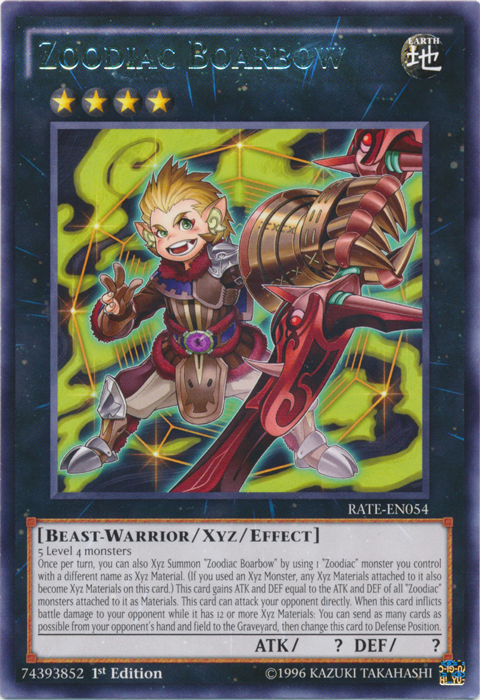 ZOODIAC BOARBOW
EARTH
地
RATE-EN054
[BEAST-WARRIOR/XYZ/EFFECT]
5 Level 4 monsters
Once per turn, you can also Xyz Summon "Zoodiac Boarbow" by using 1 "Zoodiac" monster you control
with a different name as Xyz Material. (If you used an Xyz Monster, any Xyz Materials attached to it also
become Xyz Materials on this card.) This card gains ATK and DEF equal to the ATK and DEF of all "Zoodiac"
monsters attached to it as Materials. This card can attack your opponent directly. When this card inflicts
battle damage to your opponent while it has 12 or more Xyz Materials: You can send as many cards as
possible from your opponent's hand and field to the Graveyard, then change this card to Defense Position.
ATK/ ? DEF/ ?
74393852 1st Edition ©1996 KAZUKI TAKAHASHI